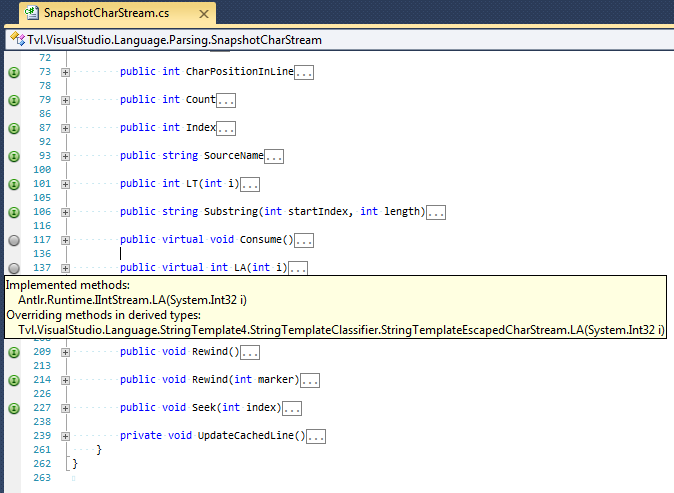 SnapshotCharStream.cs
Tvl.VisualStudio.Language.Parsing.SnapshotCharStream
72
73 public int CharPositionInLine...
78
79 public int Count...
86
87 public int Index...
92
93 public string SourceName...
100
101 public int LT(int i)...
105
106 public string Substring(int startIndex, int length)...
116
117 public virtual void Consume()...
136
137 public virtual int LA(int i)...
Implemented methods:
Antlr.Runtime.IIntStream.LA(System.Int32 i)
Overriding methods in derived types:
Tvl.VisualStudio.Language.StringTemplate4.StringTemplateClassifier.StringTemplateEscapedCharStream.LA(System.Int32 i)
209 public void Rewind()...
213
214 public void Rewind(int marker)...
226
227 public void Seek(int index)...
238
239 private void UpdateCachedLine()...
261 }
262 }
263